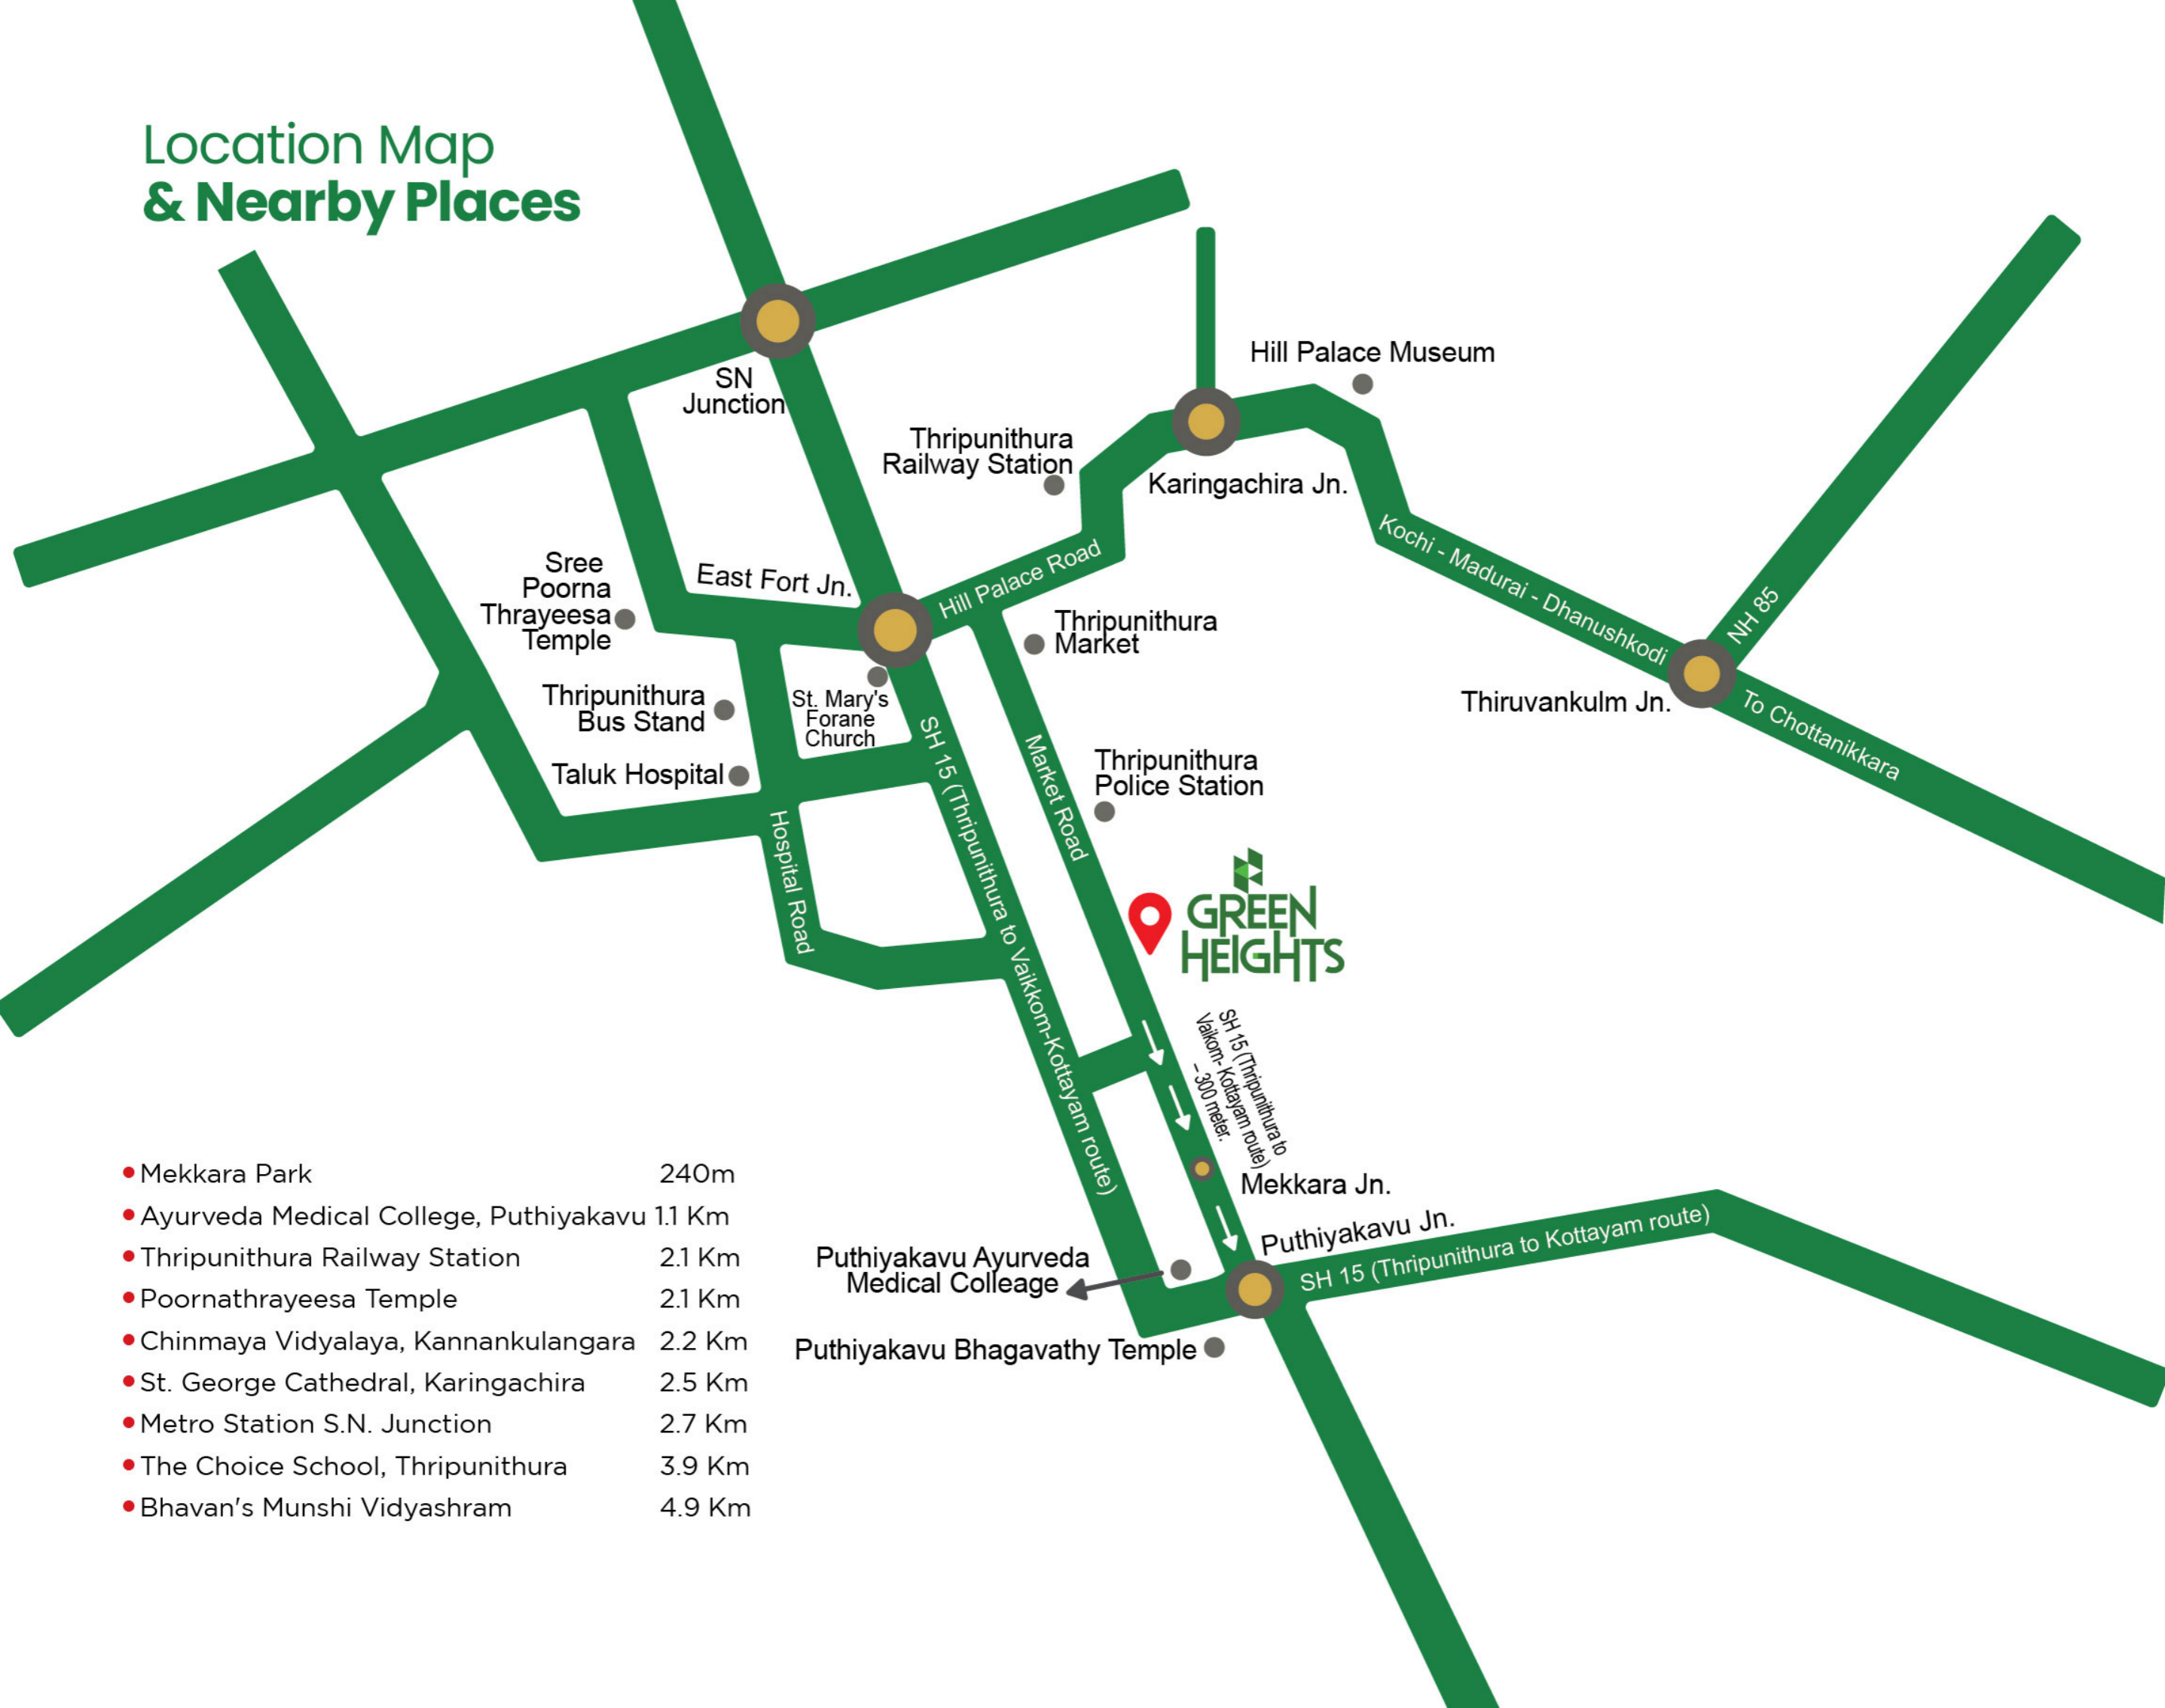 Location Map
& Nearby Places
SN
Junction
Hill Palace Museum
Thripunithura
Railway Station
Karingachira Jn.
Kochi - Madurai - Dhanushkodi
Sree
Poorna
Thrayeesa
Temple
East Fort Jn.
Hill Palace Road
NH 85
Thripunithura
Market
Thiruvankulm Jn.
To Chottanikkara
Thripunithura
Bus Stand
St. Mary's
Forane
Church
Taluk Hospital
SH 15 (Thripunithura to Vaikkom-Kottayam route)
Market Road
Thripunithura
Police Station
Hospital Road
GREEN
HEIGHTS
SH 15 (Thripunithura to
Vaikom- Kottayam route)
– 300 meter.
Mekkara Jn.
Puthiyakavu Jn.
SH 15 (Thripunithura to Kottayam route)
Puthiyakavu Ayurveda
Medical Colleage
Puthiyakavu Bhagavathy Temple
Mekkara Park 240m
Ayurveda Medical College, Puthiyakavu 1.1 Km
Thripunithura Railway Station 2.1 Km
Poornathrayeesa Temple 2.1 Km
Chinmaya Vidyalaya, Kannankulangara 2.2 Km
St. George Cathedral, Karingachira 2.5 Km
Metro Station S.N. Junction 2.7 Km
The Choice School, Thripunithura 3.9 Km
Bhavan's Munshi Vidyashram 4.9 Km